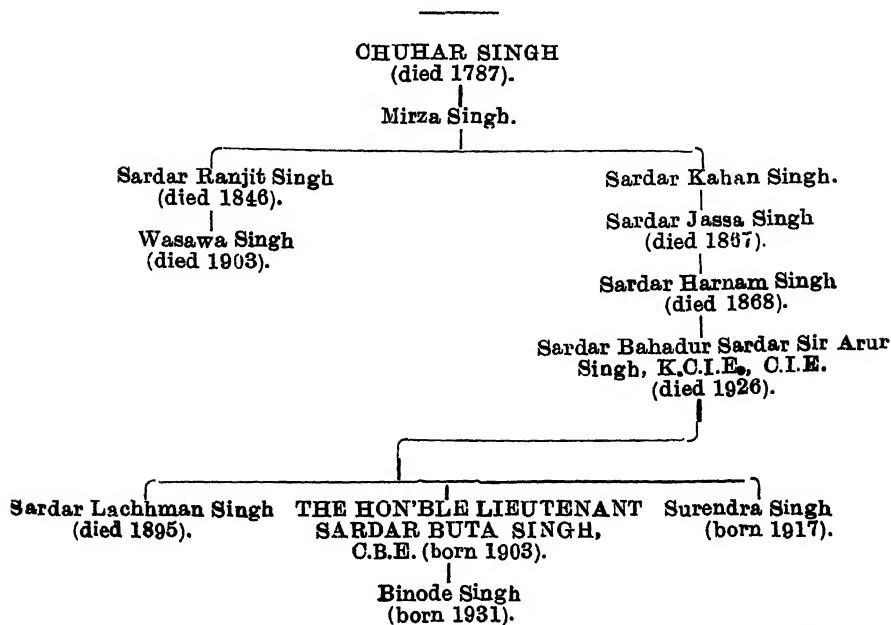 CHUHAR SINGH
(died 1787).
Mirza Singh.
Sardar Ranjit Singh
(died 1846).
Wasawa Singh
(died 1903).
Sardar Kahan Singh.
Sardar Jassa Singh
(died 1867).
Sardar Harnam Singh
(died 1868).
Sardar Bahadur Sardar Sir Arur
Singh, K.C.I.E., C.I.E.
(died 1926).
Sardar Lachhman Singh
(died 1895).
THE HON'BLE LIEUTENANT
SARDAR BUTA SINGH,
C.B.E. (born 1903).
Surendra Singh
(born 1917).
Binode Singh
(born 1931).